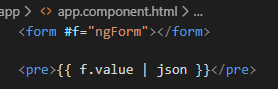 app > app.component.html > ...
<form #f="ngForm"></form>
<pre>{{ f.value | json }}</pre>